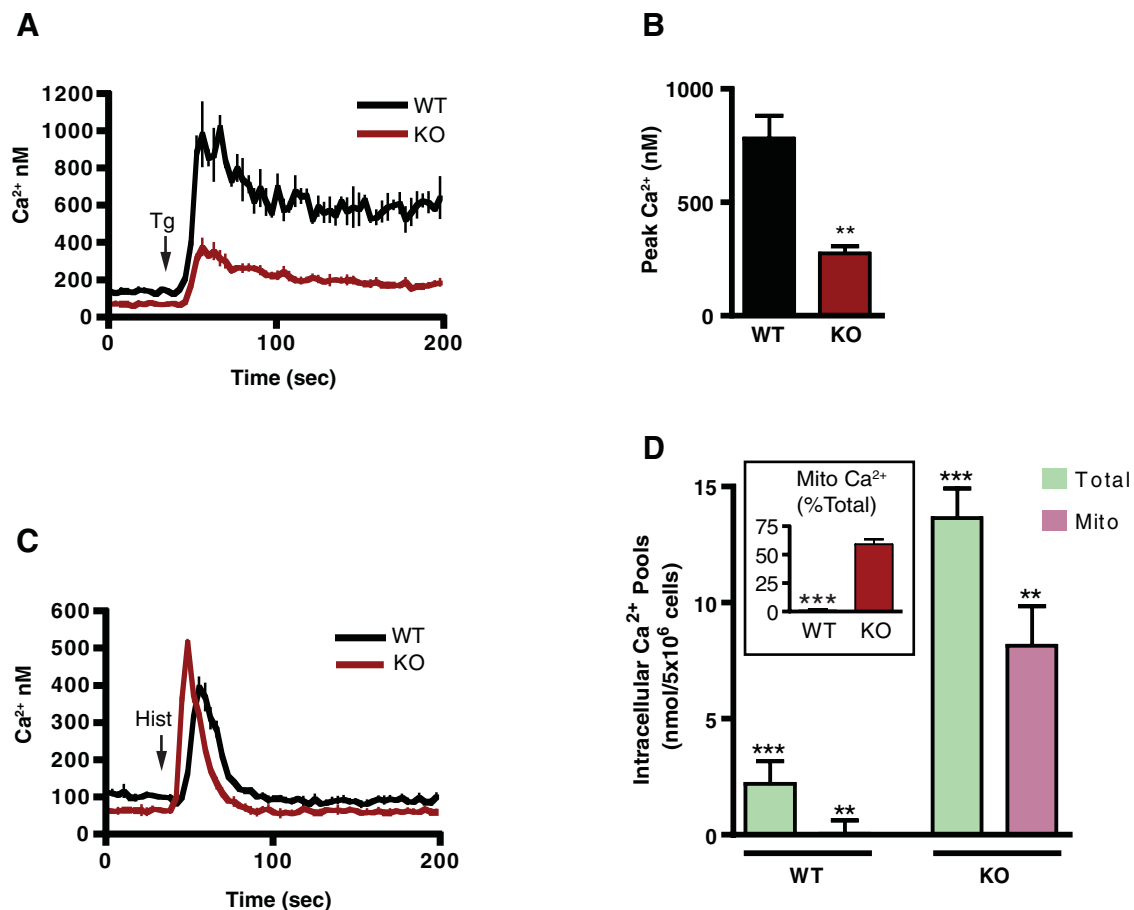 A
1200
1000
800
600
400
200
0
Ca²⁺ nM
Tg
WT
KO
0
100
200
Time (sec)
B
1000
500
0
Peak Ca²⁺ (nM)
**
WT
KO
C
600
500
400
300
200
100
0
Ca²⁺ nM
Hist
WT
KO
0
100
200
Time (sec)
D
15
10
5
0
Intracellular Ca²⁺ Pools
(nmol/5x10⁶ cells)
Mito Ca²⁺
(%Total)
75
50
25
0
***
WT
KO
Total
Mito
***
**
***
**
WT
KO